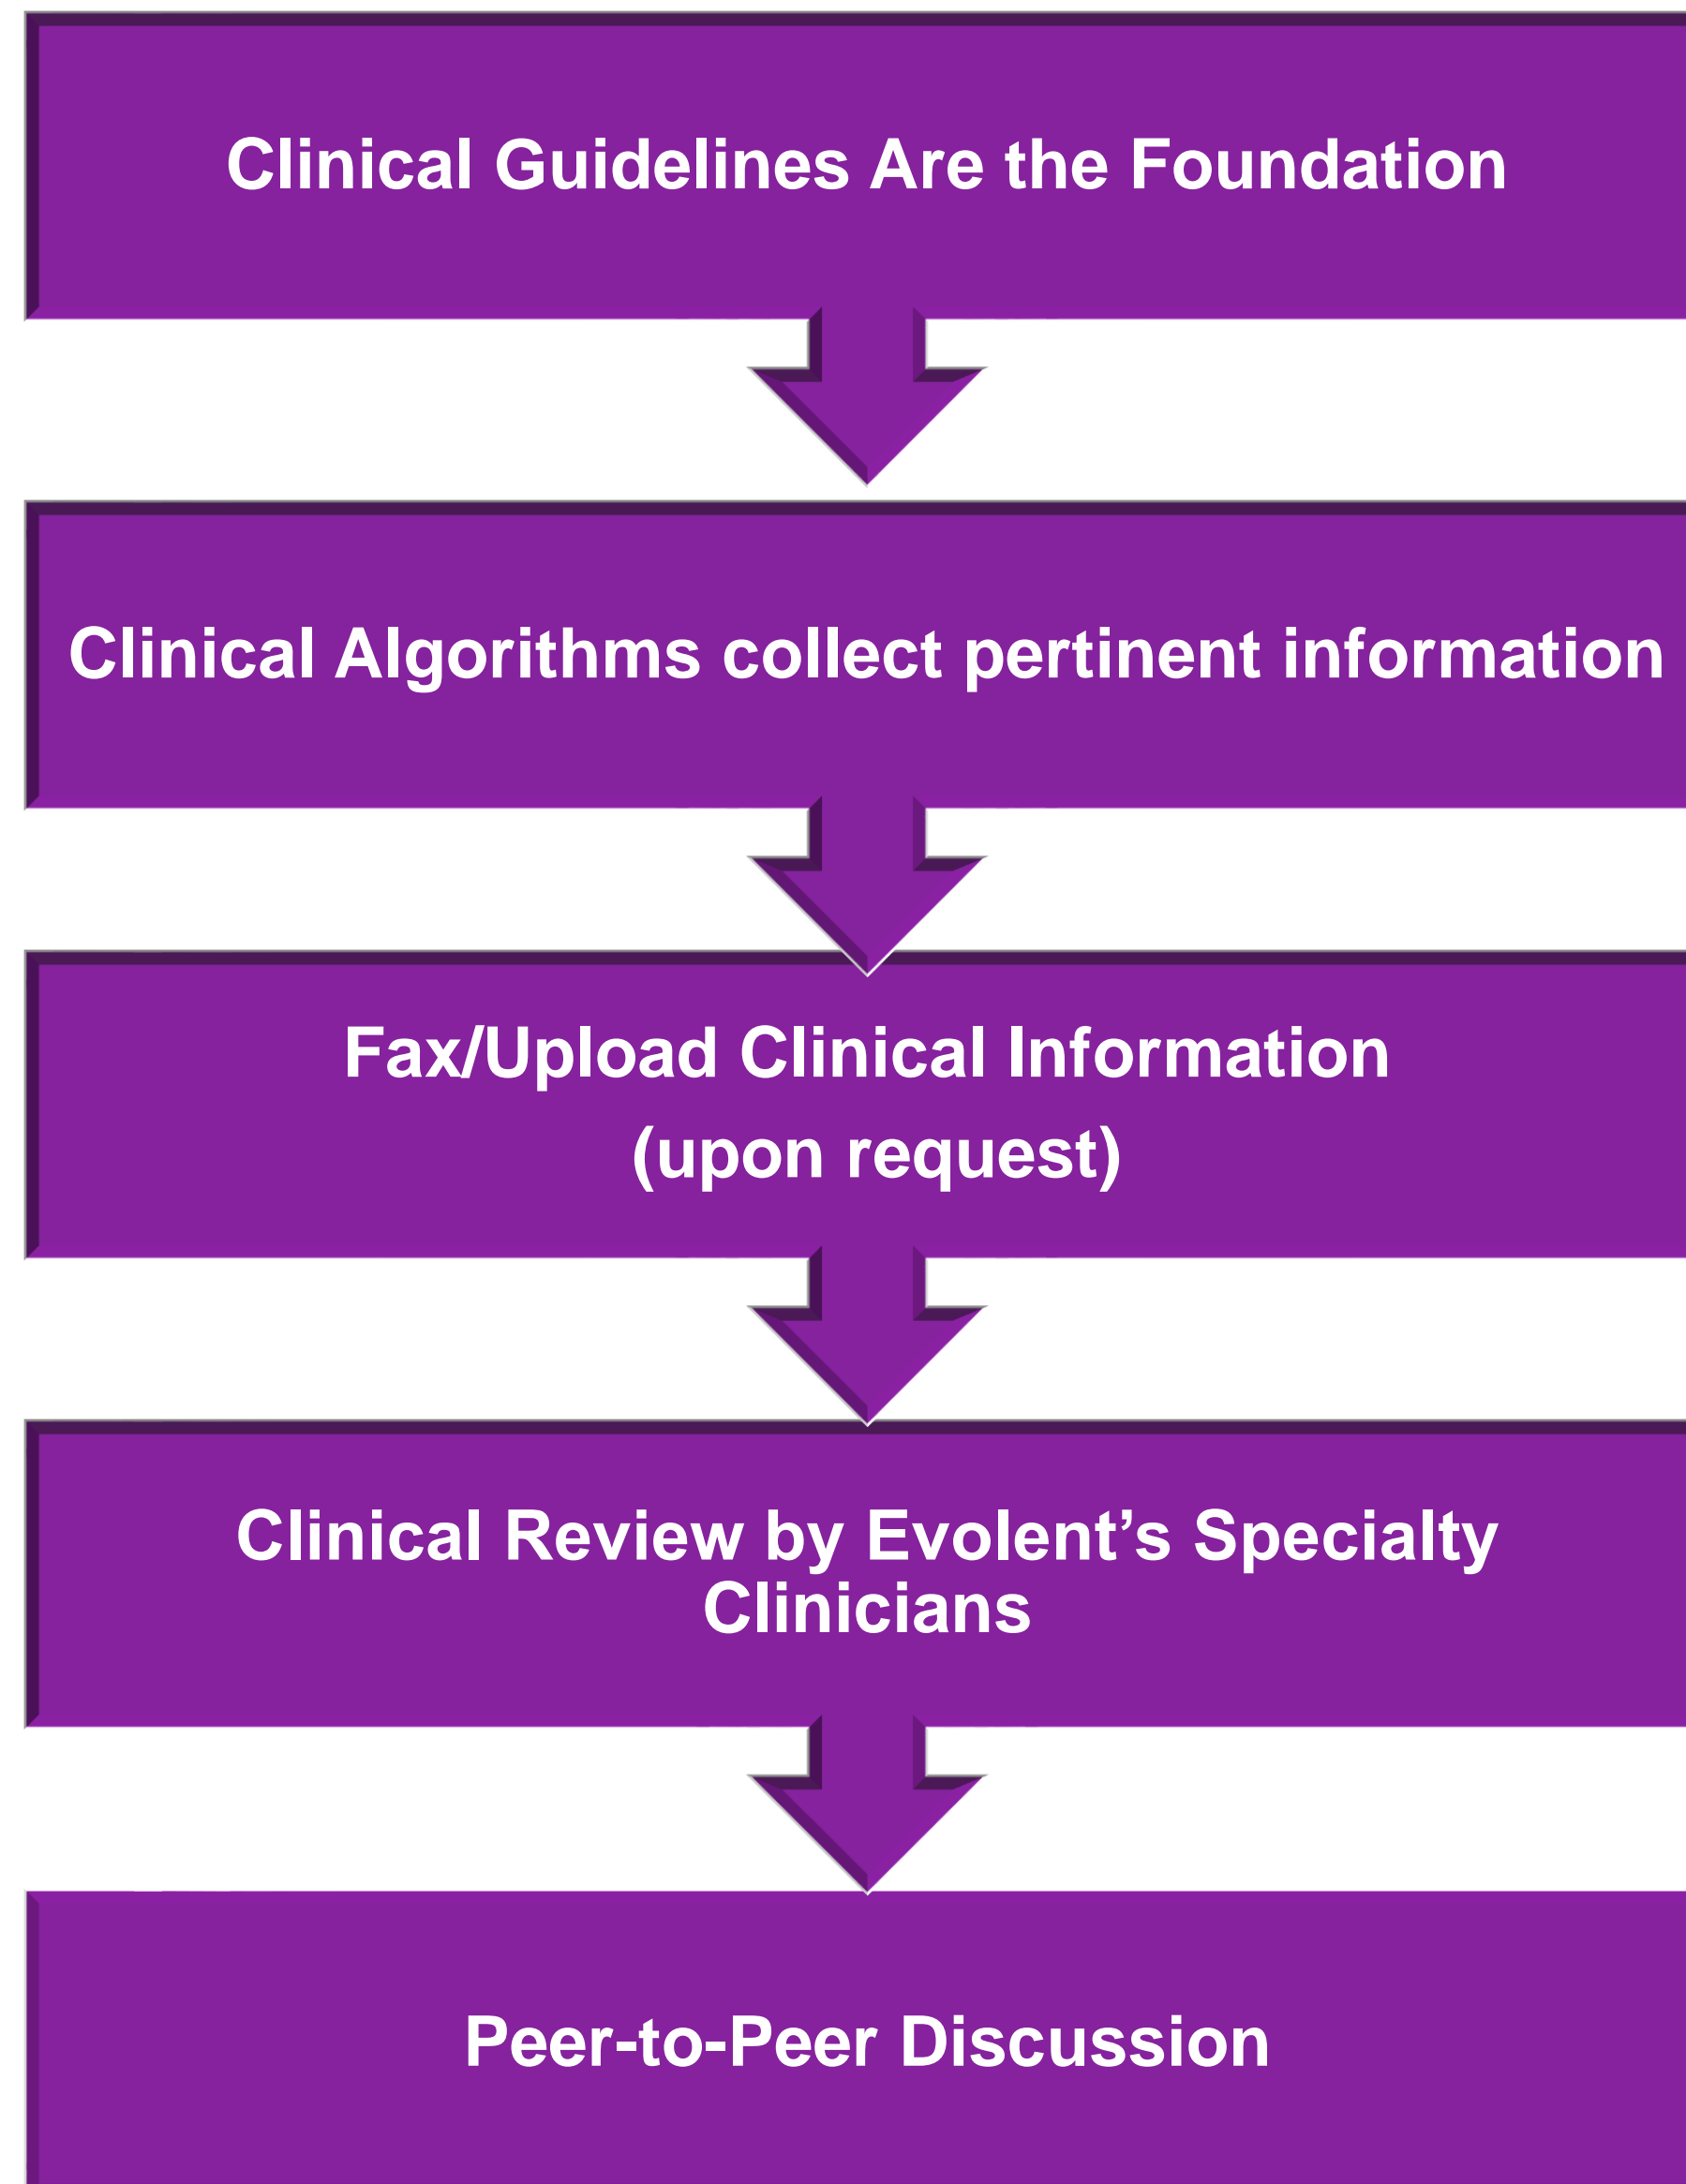 Clinical Guidelines Are the Foundation
Clinical Algorithms collect pertinent information
Fax/Upload Clinical Information
(upon request)
Clinical Review by Evolent’s Specialty
Clinicians
Peer-to-Peer Discussion